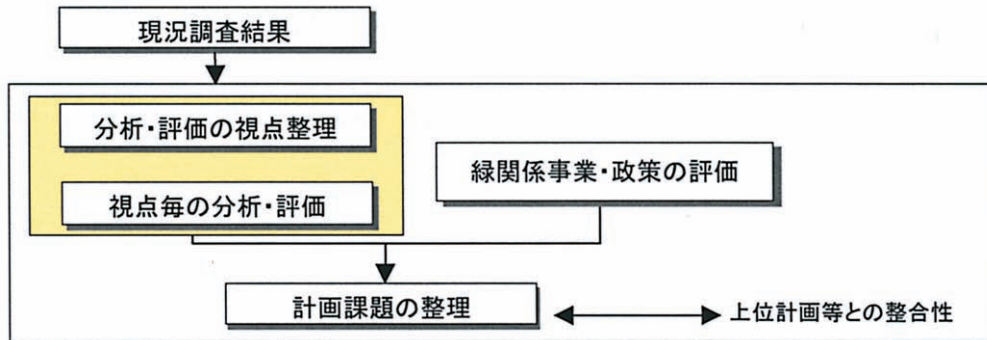 現況調査結果
分析・評価の視点整理
緑関係事業・政策の評価
視点毎の分析・評価
計画課題の整理
上位計画等との整合性